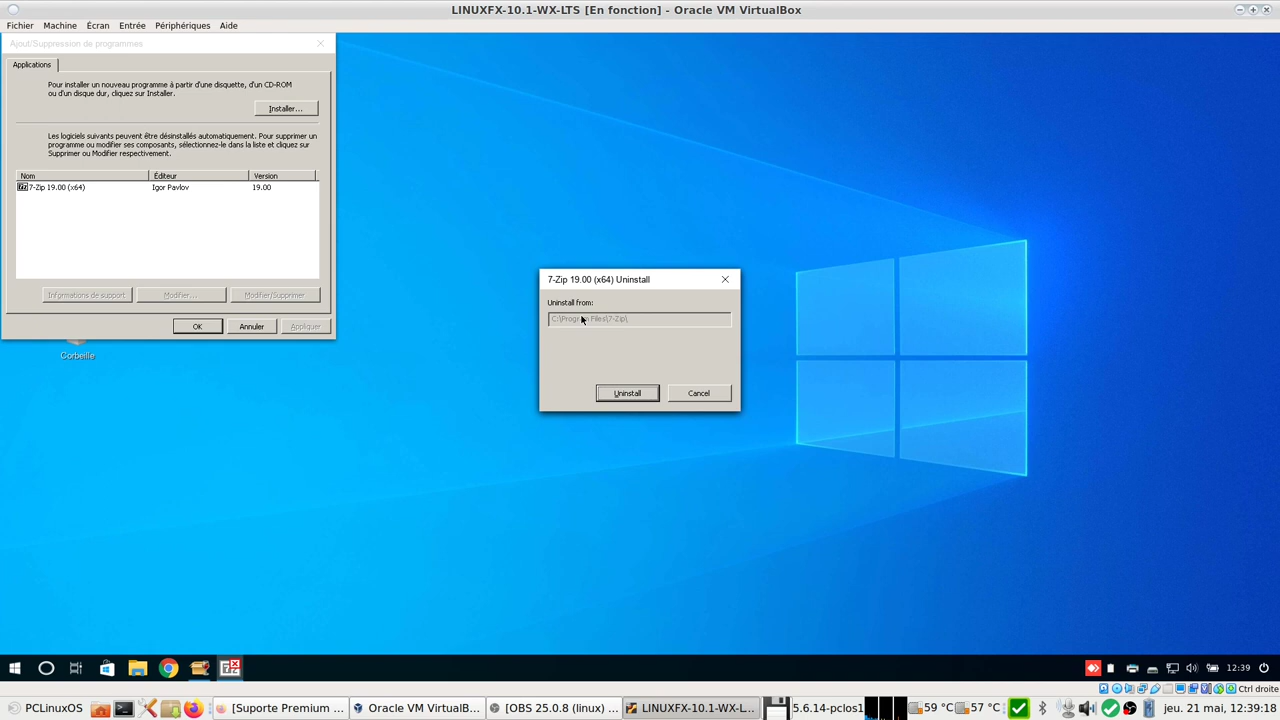 LINUXFX-10.1-WX-LTS [En fonction] - Oracle VM VirtualBox
Fichier Machine Écran Entrée Périphériques Aide
Ajout/Suppression de programmes
Applications
Pour installer un nouveau programme à partir d'une disquette, d'un CD-ROM
ou d'un disque dur, cliquez sur Installer.
Installer...
Les logiciels suivants peuvent être désinstallés automatiquement. Pour supprimer un
programme ou modifier ses composants, sélectionnez-le dans la liste et cliquez sur
Supprimer ou Modifier respectivement.
Nom Éditeur Version
7-Zip 19.00 (x64) Igor Pavlov 19.00
Informations de support Modifier... Modifier/Supprimer
OK Annuler Appliquer
Corbeille
7-Zip 19.00 (x64) Uninstall
Uninstall from:
C:\Program Files\7-Zip\
Uninstall Cancel
12:39
Ctrl droite
PCLinuxOS [Suporte Premium ... Oracle VM VirtualB... [OBS 25.0.8 (linux) ... LINUXFX-10.1-WX-L... 5.6.14-pclos1 59 °C 57 °C jeu. 21 mai, 12:39:18